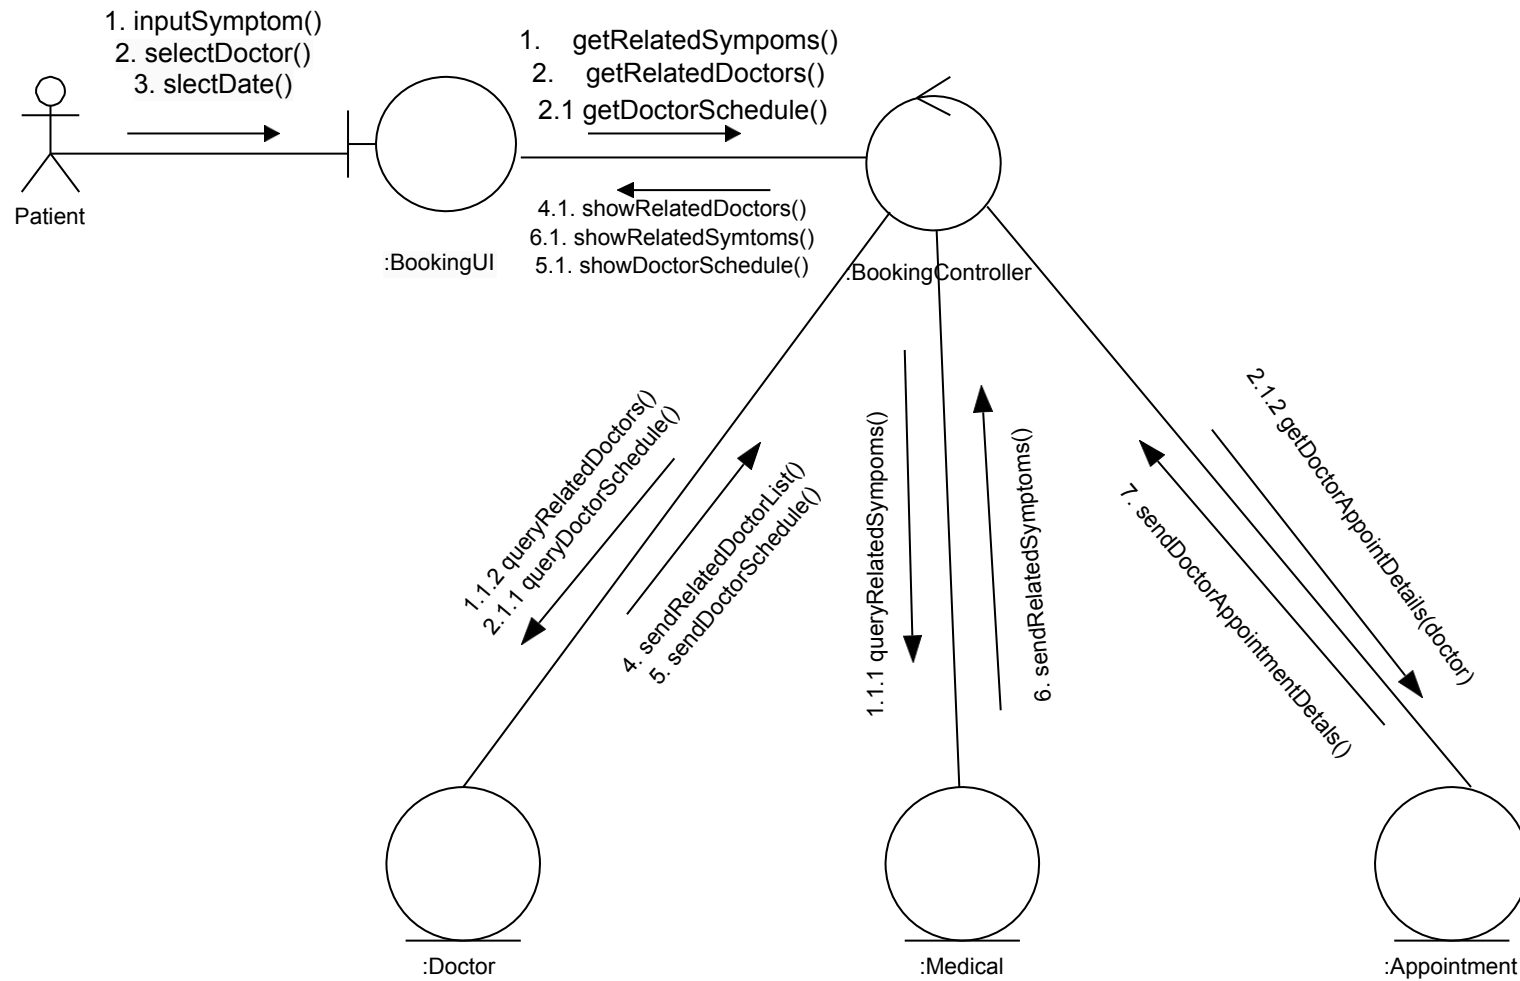 1. inputSymptom()
2. selectDoctor()
3. slectDate()
1. getRelatedSympoms()
2. getRelatedDoctors()
2.1 getDoctorSchedule()
Patient
:BookingUI
4.1. showRelatedDoctors()
6.1. showRelatedSymtoms()
5.1. showDoctorSchedule()
:BookingController
1.1.2 queryRelatedDoctors()
2.1.1 queryDoctorSchedule()
4. sendRelatedDoctorList()
5. sendDoctorSchedule()
1.1.1 queryRelatedSympoms()
6. sendRelatedSymptoms()
2.1.2 getDoctorAppointDetails(doctor)
7. sendDoctorAppointmentDetals()
:Doctor
:Medical
:Appointment